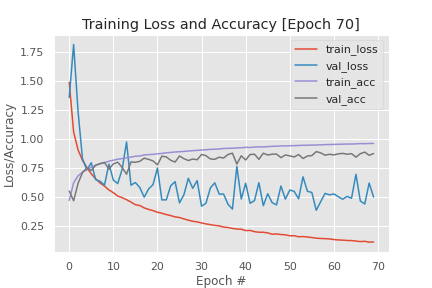 Training Loss and Accuracy [Epoch 70]
train_loss
val_loss
train_acc
val_acc
1.75
1.50
1.25
1.00
0.75
0.50
0.25
Loss/Accuracy
0 10 20 30 40 50 60 70
Epoch #